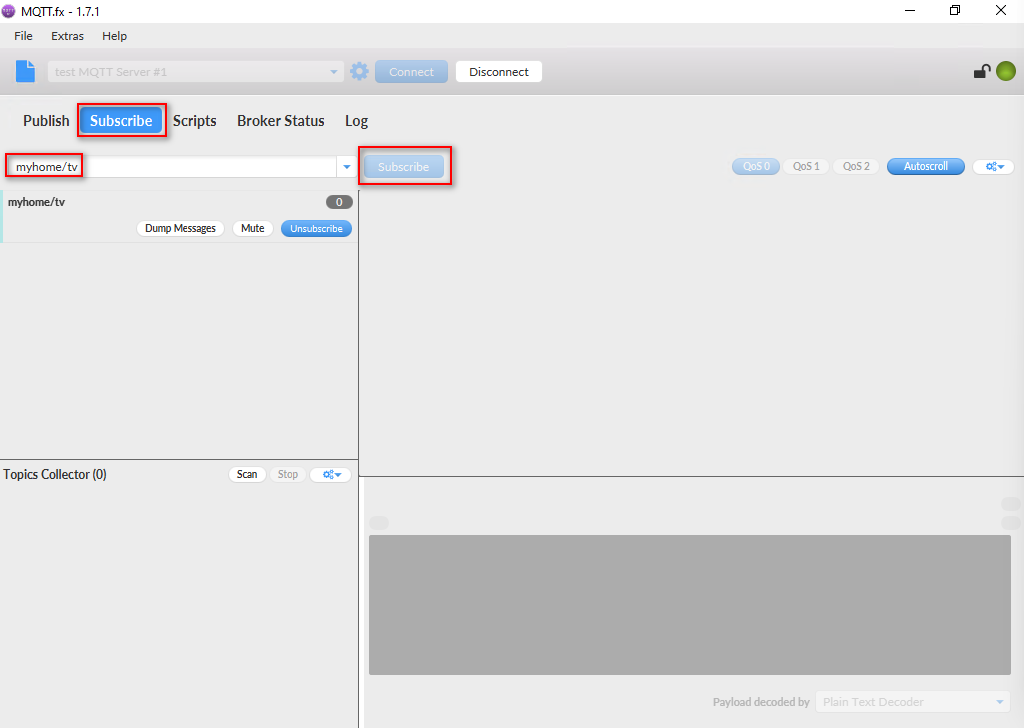 MQTT.fx - 1.7.1
File Extras Help
test MQTT Server #1 Connect Disconnect
Publish Subscribe Scripts Broker Status Log
myhome/tv Subscribe QoS 0 QoS 1 QoS 2 Autoscroll
myhome/tv 0
Dump Messages Mute Unsubscribe
Topics Collector (0) Scan Stop
Payload decoded by Plain Text Decoder